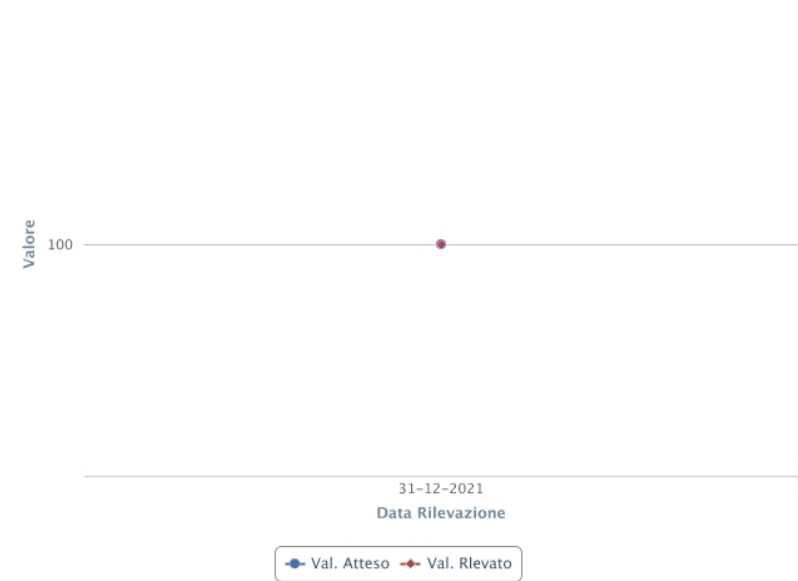 Valore
100
31-12-2021
Data Rilevazione
Val. Atteso Val. Rlevato